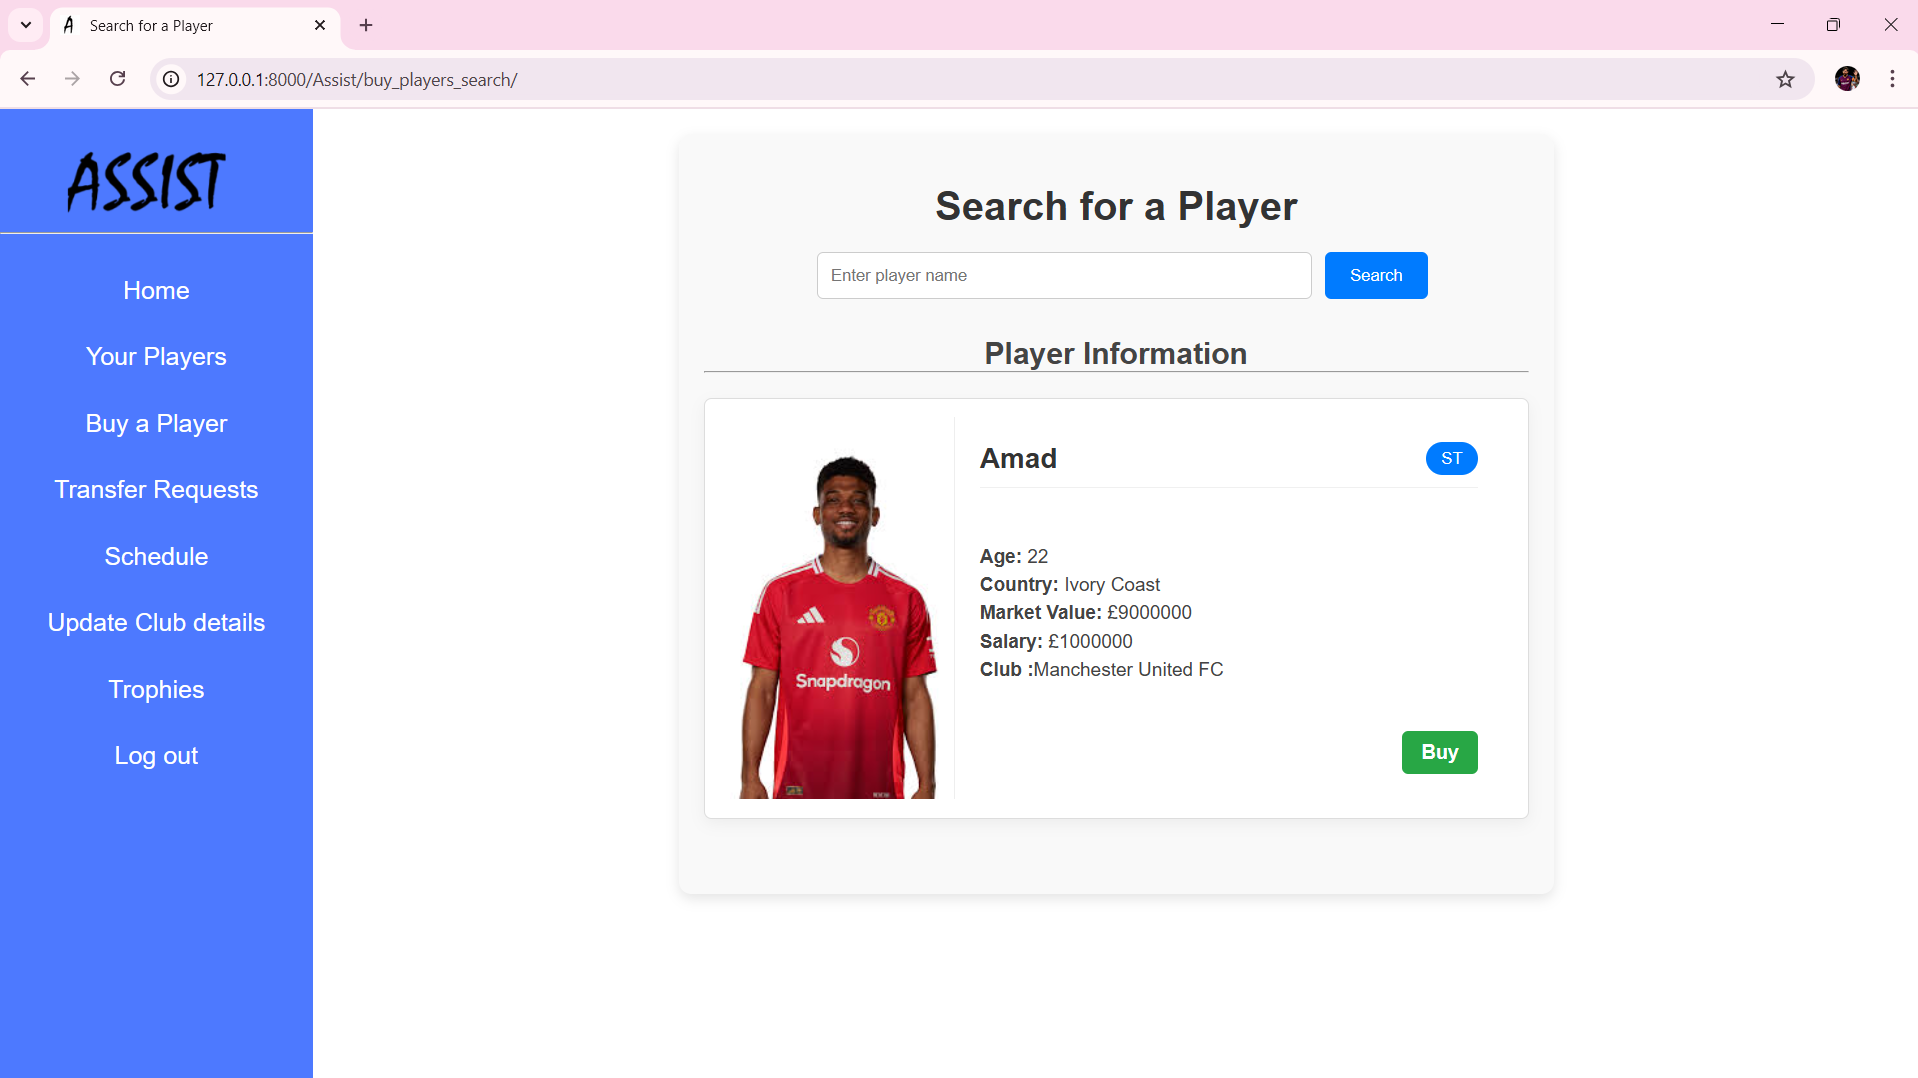 Search for a Player
127.0.0.1:8000/Assist/buy_players_search/
ASSIST
Home
Your Players
Buy a Player
Transfer Requests
Schedule
Update Club details
Trophies
Log out
Search for a Player
Enter player name
Search
Player Information
Amad
ST
Age: 22
Country: Ivory Coast
Market Value: £9000000
Salary: £1000000
Club :Manchester United FC
Snapdragon
Buy